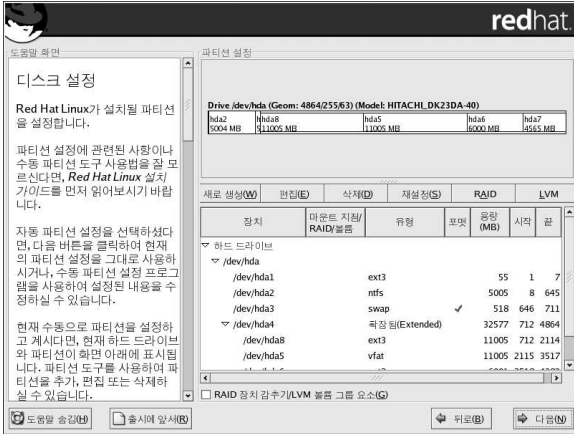 redhat.
도움말 화면
디스크 설정
Red Hat Linux가 설치될 파티션
을 설정합니다.
파티션 설정에 관련된 사항이나
수동 파티션 도구 사용법을 잘 모
르신다면, Red Hat Linux 설치
가이드를 먼저 읽어보시기 바랍
니다.
자동 파티션 설정을 선택하셨다
면, 다음 버튼을 클릭하여 현재
의 파티션 설정을 그대로 사용하
시거나, 수동 파티션 설정 프로그
램을 사용하여 설정된 내용을 수
정하실 수 있습니다.
현재 수동으로 파티션을 설정하
고 계시다면, 현재 하드 드라이브
와 파티션이 화면 아래에 표시됩
니다. 파티션 도구를 사용하여 파
티션을 추가, 편집 또는 삭제하
실 수 있습니다.
파티션 설정
Drive /dev/hda (Geom: 4864/255/63) (Model: HITACHI_DK23DA-40)
hda2 hda8 hda5 hda6 hda7
5004 MB 11005 MB 11005 MB 6000 MB 4565 MB
새로 생성(W) 편집(E) 삭제(D) 재설정(S) RAID LVM
장치 마운트 지점/ RAID/볼륨 유형 포맷 용량 (MB) 시작 끝
하드 드라이브
/dev/hda
/dev/hda1 ext3 55 1 7
/dev/hda2 ntfs 5005 8 645
/dev/hda3 swap ✓ 518 646 711
/dev/hda4 확장됨(Extended) 32577 712 4864
/dev/hda8 ext3 11005 712 2114
/dev/hda5 vfat 11005 2115 3517
RAID 장치 감추기/LVM 볼륨 그룹 요소(G)
도움말 숨김(H) 출시에 앞서(R) 뒤로(B) 다음(N)